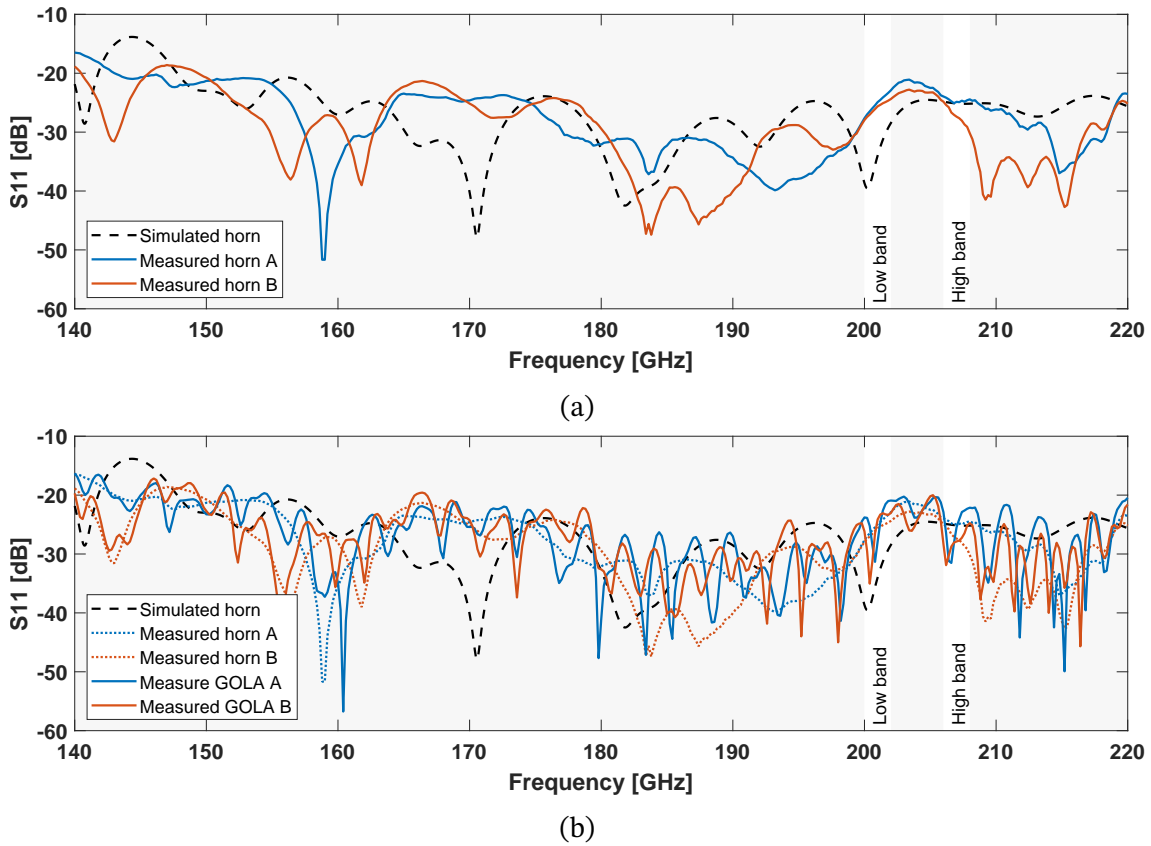 -10
-20
-30
-40
-50
-60
S11 [dB]
Simulated horn
Measured horn A
Measured horn B
Low band
High band
140 150 160 170 180 190 200 210 220
Frequency [GHz]
(a)
-10
-20
-30
-40
-50
-60
S11 [dB]
Simulated horn
Measured horn A
Measured horn B
Measure GOLA A
Measured GOLA B
Low band
High band
140 150 160 170 180 190 200 210 220
Frequency [GHz]
(b)